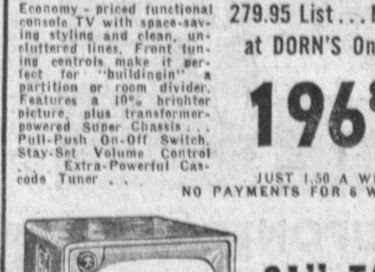 Economy - priced functional
console TV with space-sav-
ing styling and clean, un-
cluttered lines. Front tun-
ing controls make it per-
fect for "buildingin" a
partition or room divider.
Features a 10% brighter
picture, plus transformer-
powered Super Chassis...
Pull-Push On-Off Switch.
Stay-Set Volume Control
. . Extra-Powerful Cas-
code Tuner . .
279.95 List...
at DORN'S On
196
JUST 1.50 A W
NO PAYMENTS FOR 6 W